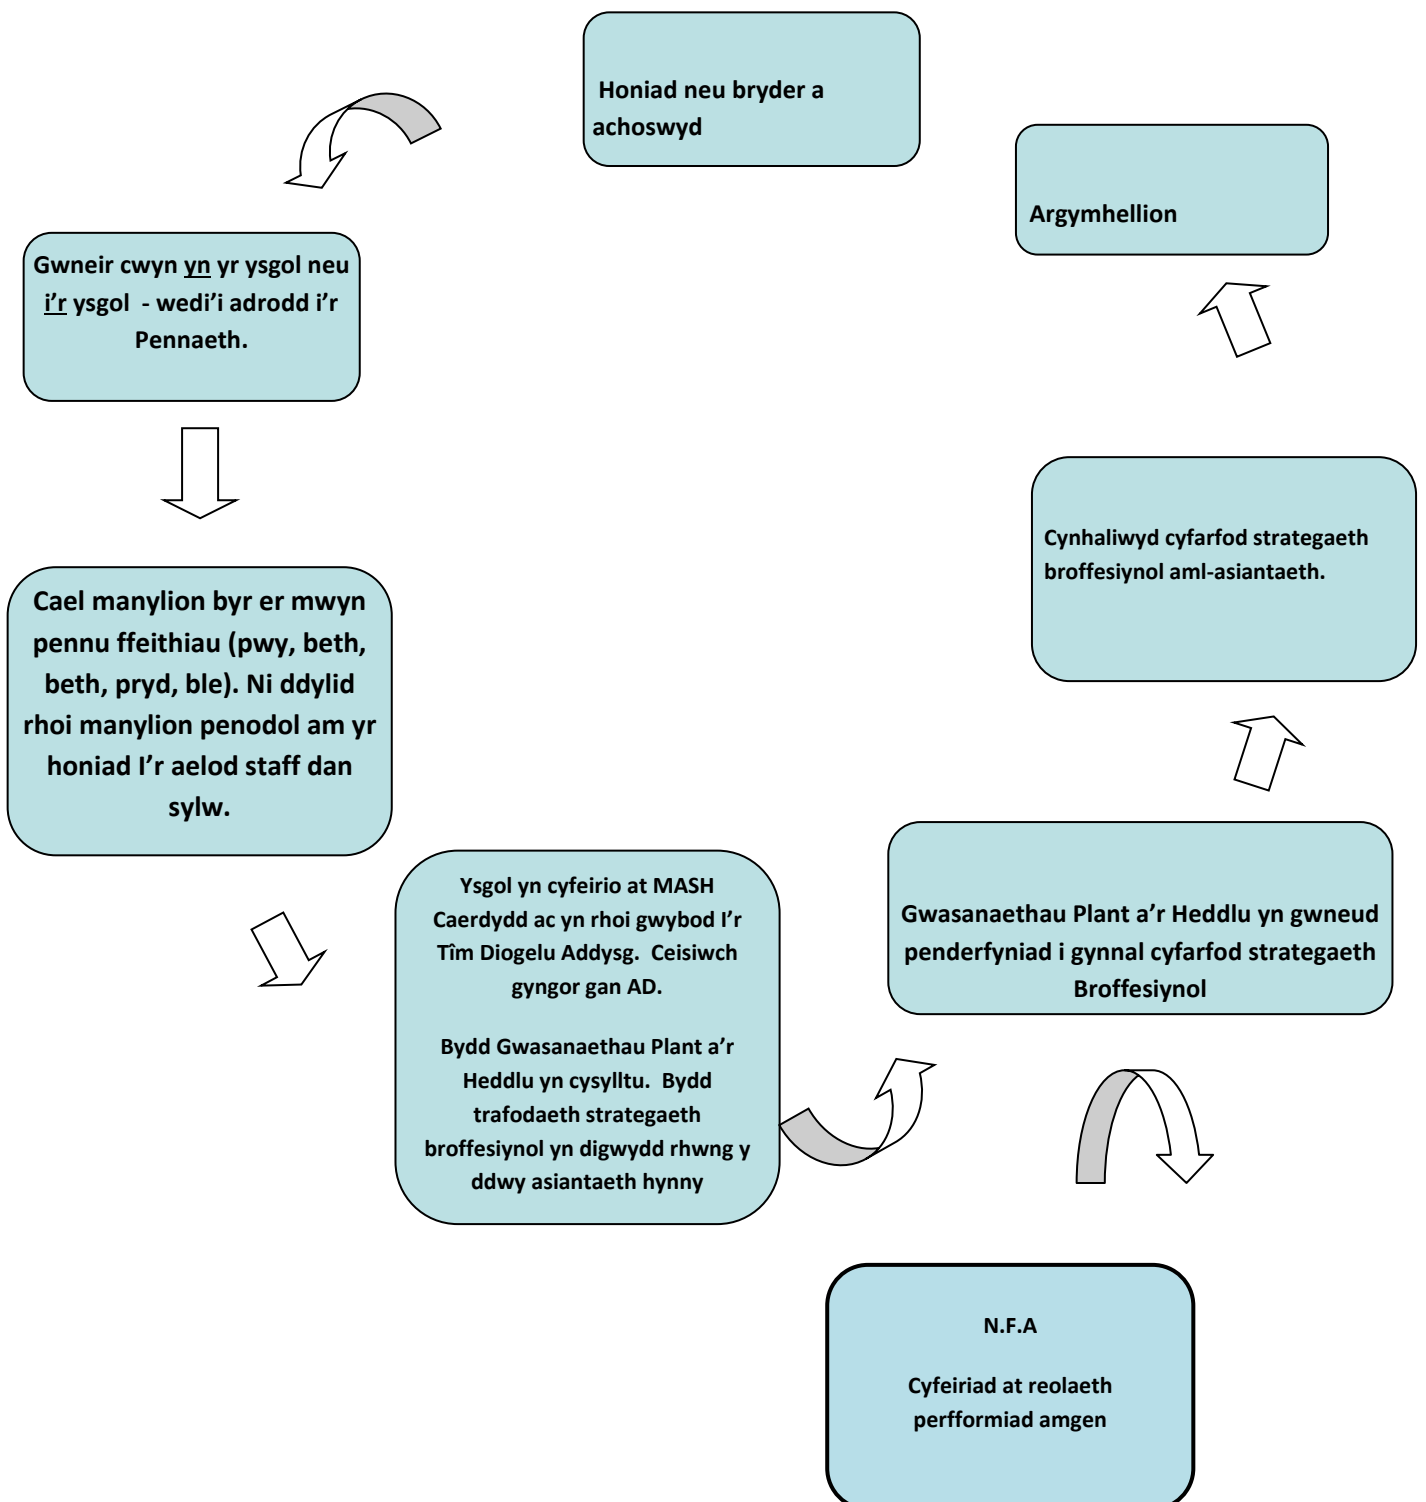 Honiad neu bryder a
achoswyd
Gwneir cwyn yn yr ysgol neu
i'r ysgol - wedi'i adrodd i'r
Pennaeth.
Cael manylion byr er mwyn
pennu ffeithiau (pwy, beth,
beth, pryd, ble). Ni ddylid
rhoi manylion penodol am yr
honiad I'r aelod staff dan
sylw.
Ysgol yn cyfeirio at MASH
Caerdydd ac yn rhoi gwybod I'r
Tîm Diogelu Addysg. Ceisiwch
gyngor gan AD.
Bydd Gwasanaethau Plant a'r
Heddlu yn cysylltu. Bydd
trafodaeth strategaeth
broffesiynol yn digwydd rhwng y
ddwy asiantaeth hynny
Gwasanaethau Plant a'r Heddlu yn gwneud
penderfyniad i gynnal cyfarfod strategaeth
Broffesiynol
N.F.A
Cyfeiriad at reolaeth
perfformiad amgen
Cynhaliwyd cyfarfod strategaeth
broffesiynol aml-asiantaeth.
Argymhellion